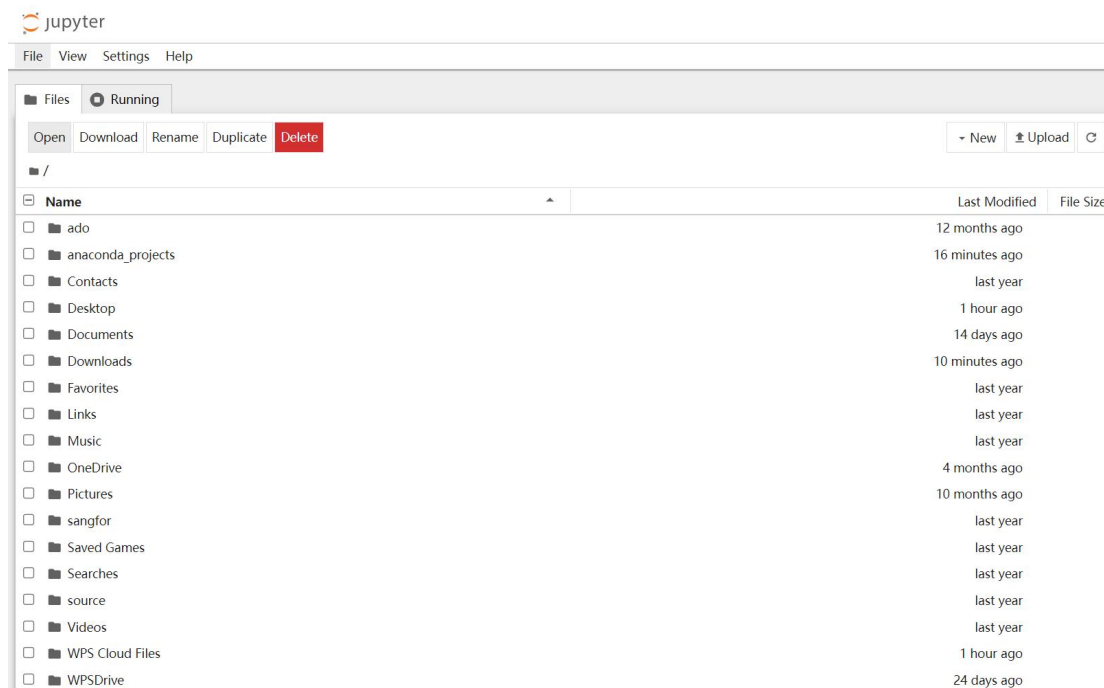 jupyter
File View Settings Help
Files Running
Open Download Rename Duplicate Delete New Upload
/
Name Last Modified File Size
ado 12 months ago
anaconda_projects 16 minutes ago
Contacts last year
Desktop 1 hour ago
Documents 14 days ago
Downloads 10 minutes ago
Favorites last year
Links last year
Music last year
OneDrive 4 months ago
Pictures 10 months ago
sangfor last year
Saved Games last year
Searches last year
source last year
Videos last year
WPS Cloud Files 1 hour ago
WPSDrive 24 days ago